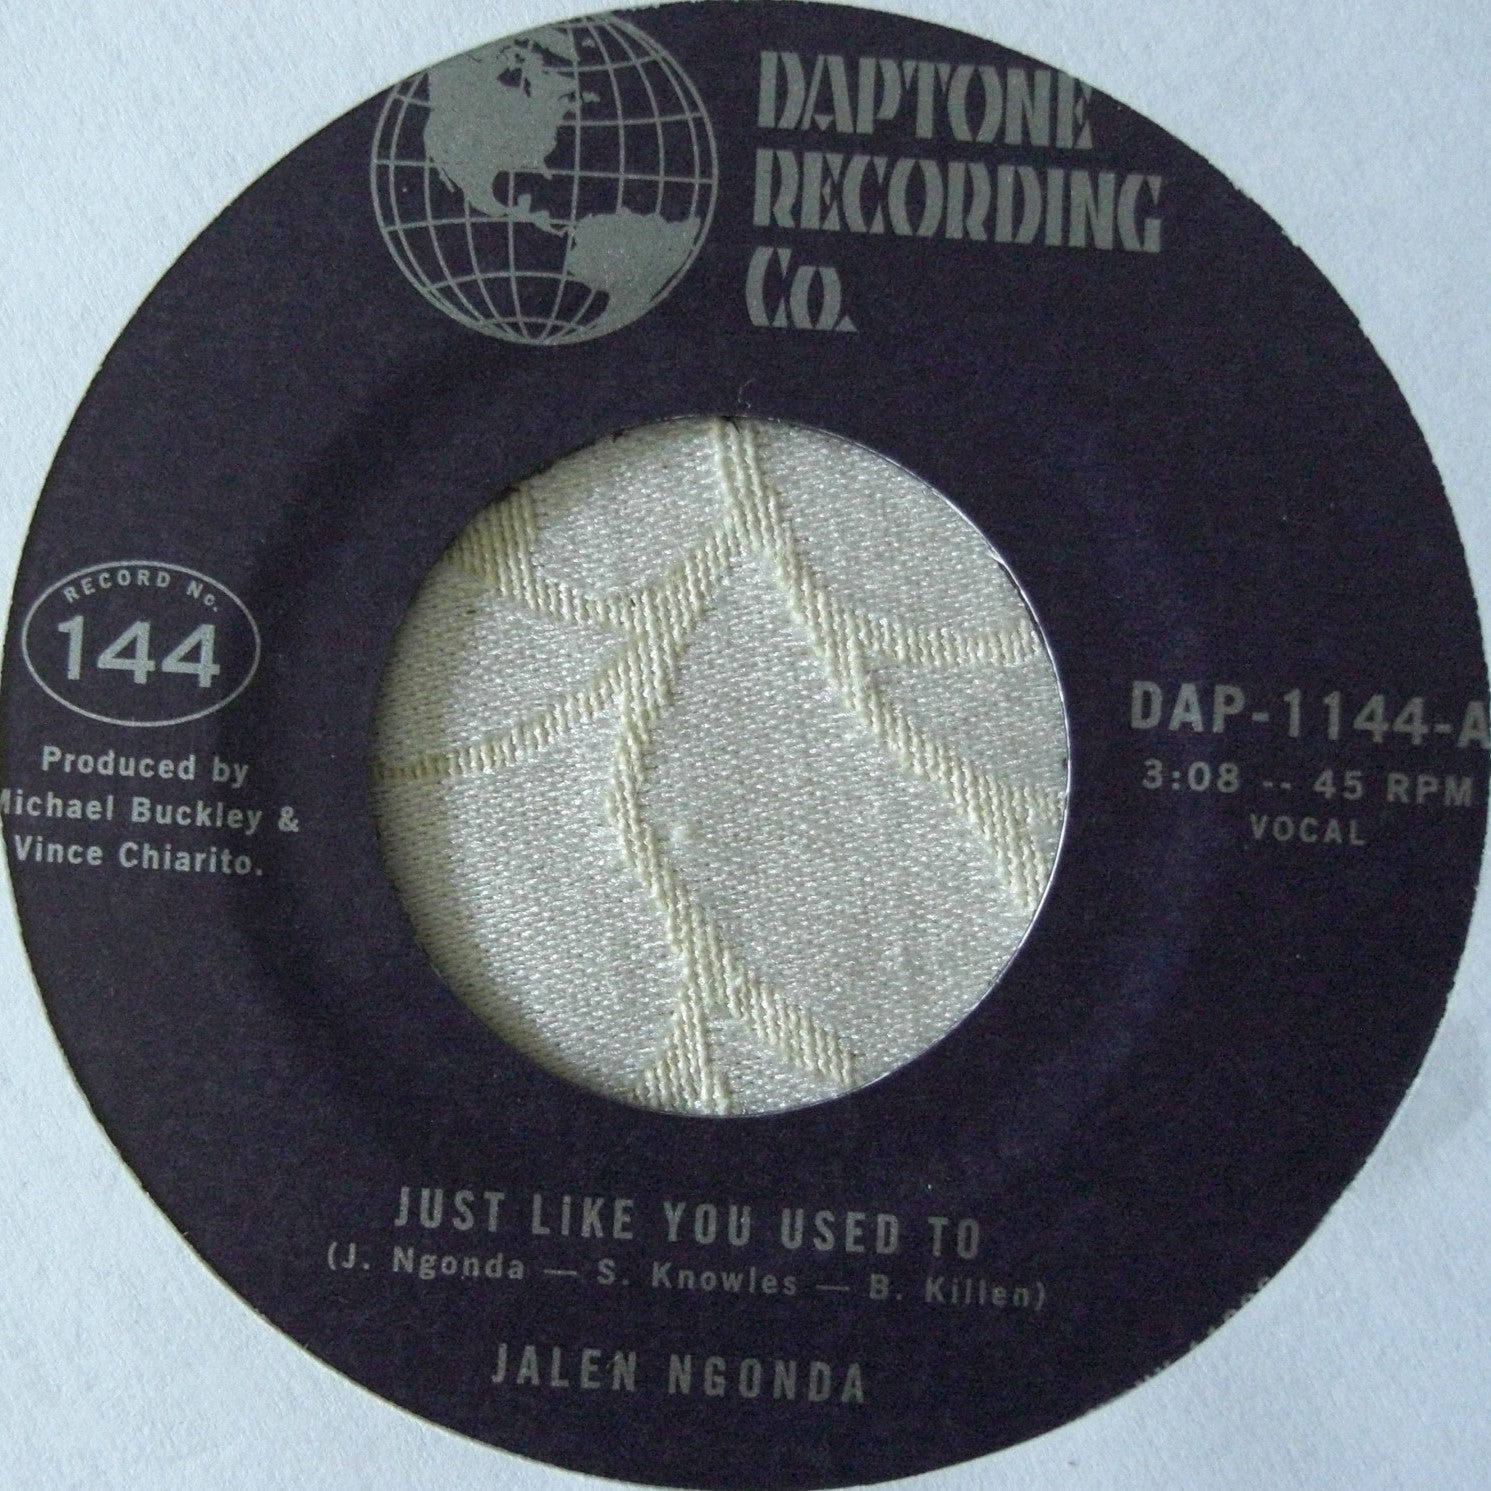 DAPTONE
RECORDING
Co.
RECORD No.
144
Produced by
Michael Buckley &
Vince Chiarito.
DAP-1144-A
3:08 -- 45 RPM
VOCAL
JUST LIKE YOU USED TO
(J. Ngonda — S. Knowles — B. Killen)
JALEN NGONDA